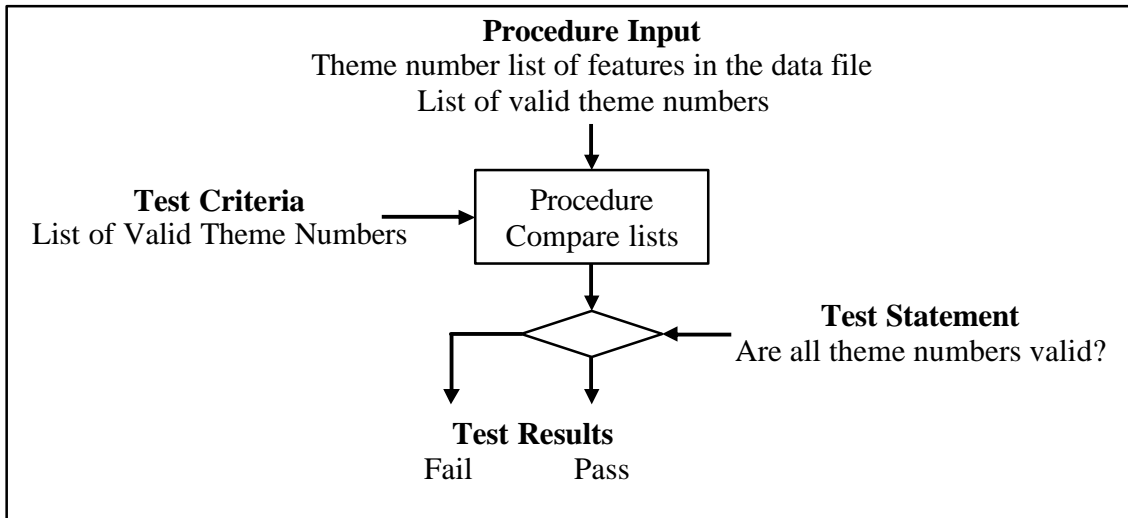 Procedure Input
Theme number list of features in the data file
List of valid theme numbers
Test Criteria
List of Valid Theme Numbers
Procedure
Compare lists
Test Statement
Are all theme numbers valid?
Test Results
Fail Pass